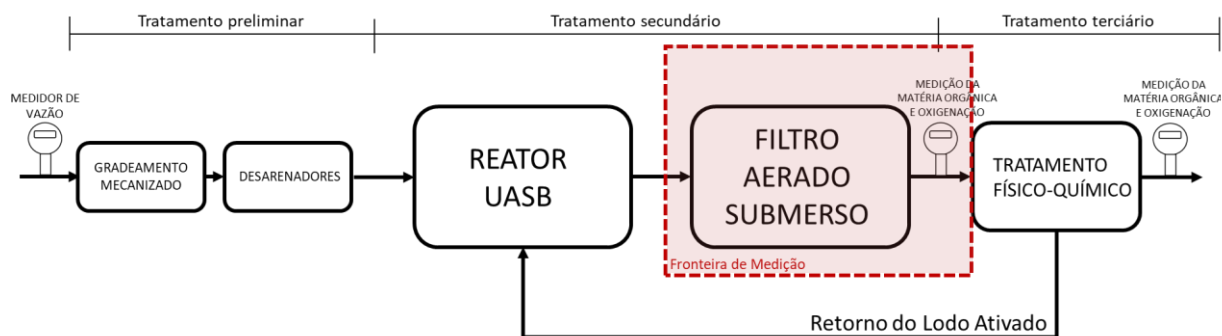 Tratamento preliminar
Tratamento secundário
Tratamento terciário
MEDIDOR DE
VAZÃO
GRADEAMENTO
MECANIZADO
DESARENADORES
REATOR
UASB
FILTRO
AERADO
SUBMERSO
Fronteira de Medição
MEDIÇÃO DA
MATÉRIA ORGÂNICA
E OXIGENAÇÃO
TRATAMENTO
FÍSICO-QUÍMICO
MEDIÇÃO DA
MATÉRIA ORGÂNICA
E OXIGENAÇÃO
Retorno do Lodo Ativado